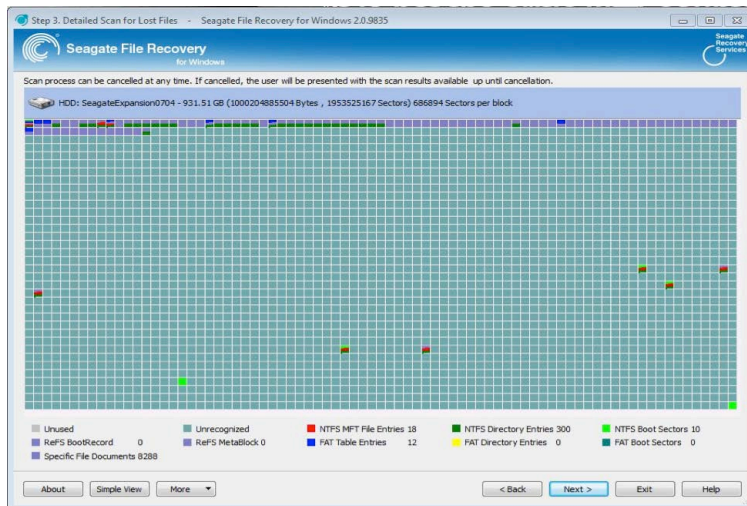 Step 3. Detailed Scan for Lost Files - Seagate File Recovery for Windows 2.0.9835
Seagate File Recovery
for Windows
Seagate
Recovery
Services
Scan process can be cancelled at any time. If cancelled, the user will be presented with the scan results available up until cancellation.
HDD: SeagateExpansion0704 - 931.51 GB (1000204885504 Bytes , 1953525167 Sectors) 686894 Sectors per block
Unused Unrecognized NTFS MFT File Entries 18 NTFS Directory Entries 300 NTFS Boot Sectors 10
ReFS BootRecord 0 ReFS MetaBlock 0 FAT Table Entries 12 FAT Directory Entries 0 FAT Boot Sectors 0
Specific File Documents 8288
About Simple View More < Back Next > Exit Help